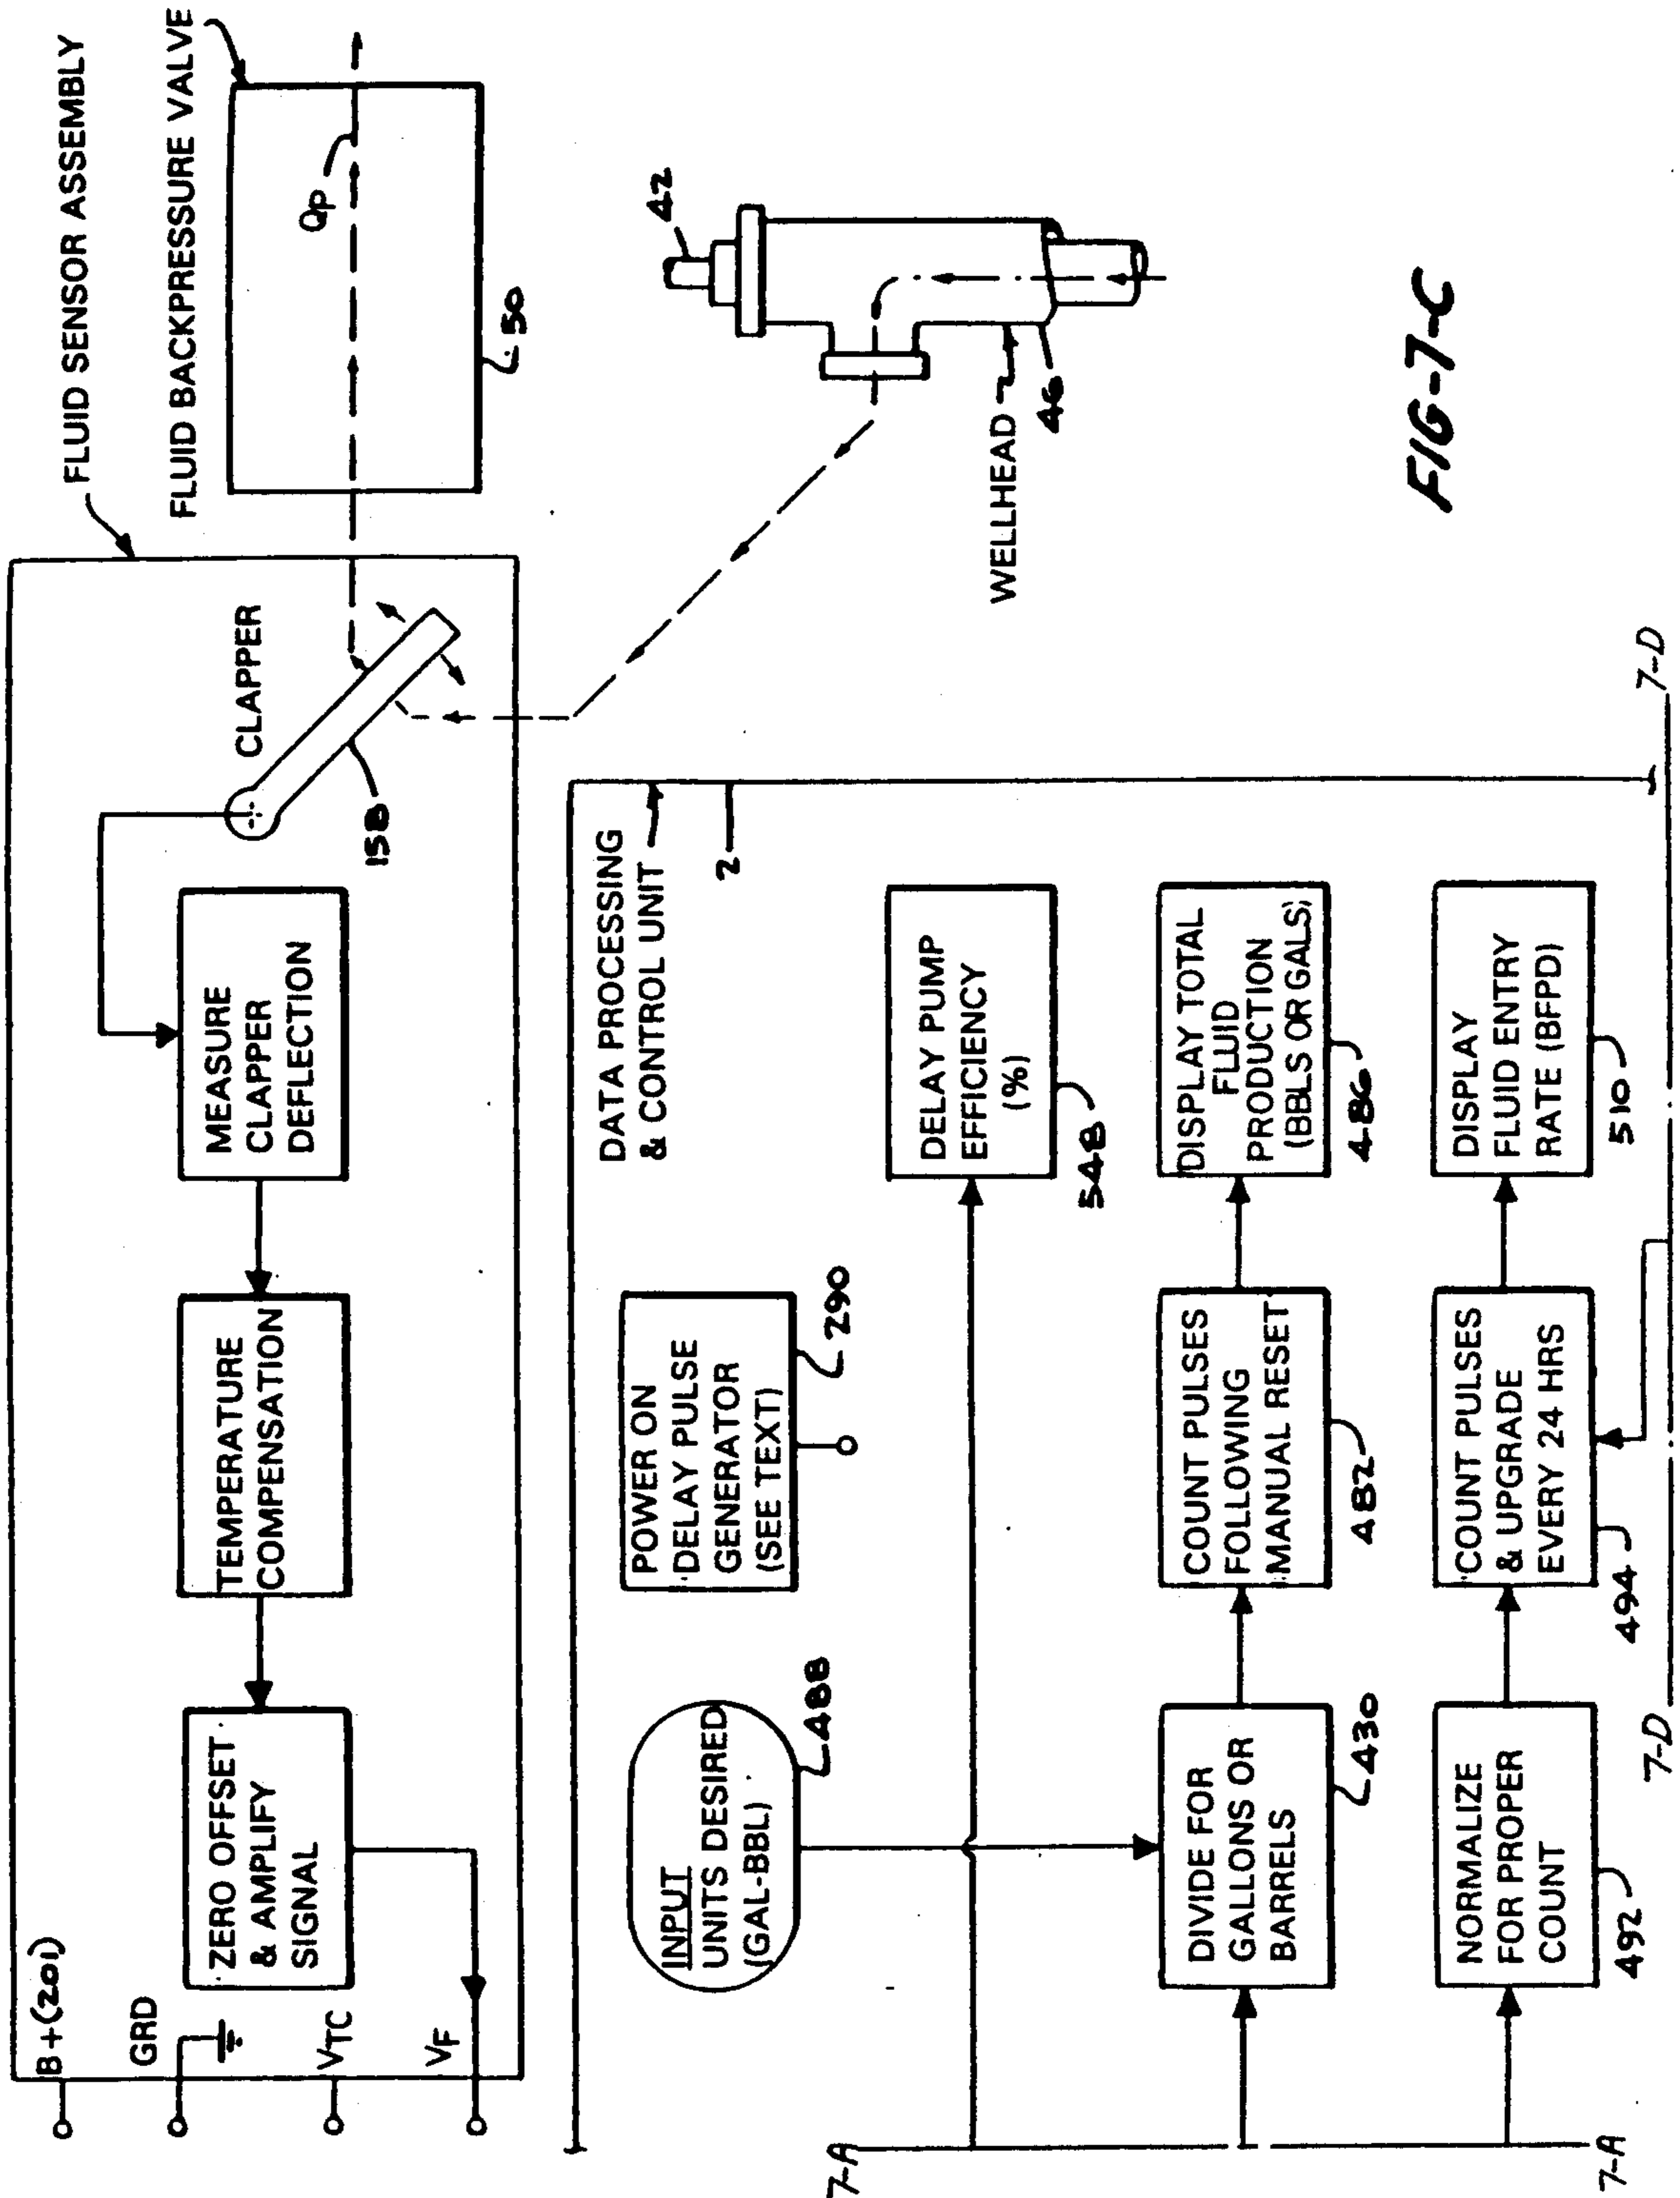 FLUID SENSOR ASSEMBLY
FLUID BACKPRESSURE VALVE
B+(201)
GRD
VTC
VF
ZERO OFFSET
& AMPLIFY
SIGNAL
TEMPERATURE
COMPENSATION
MEASURE
CLAPPER
DEFLECTION
CLAPPER
158
QP
50
42
WELLHEAD
46
DATA PROCESSING
& CONTROL UNIT
2
INPUT
UNITS DESIRED
(GAL-BBL)
488
POWER ON
DELAY PULSE
GENERATOR
(SEE TEXT)
290
DELAY PUMP
EFFICIENCY
(%)
548
7-A
DIVIDE FOR
GALLONS OR
BARRELS
430
COUNT PULSES
FOLLOWING
MANUAL RESET
482
DISPLAY TOTAL
FLUID
PRODUCTION
(BBLS OR GALS)
486
NORMALIZE
FOR PROPER
COUNT
492
COUNT PULSES
& UPGRADE
EVERY 24 HRS
494
DISPLAY
FLUID ENTRY
RATE (BFPD)
510
7-A
7-D
7-D
FIG-7-C